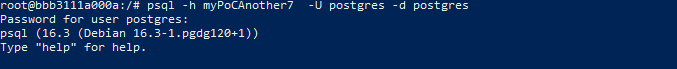 root@bbb3111a000a:/# psql -h myPoCAnother7  -U postgres -d postgres
Password for user postgres:
psql (16.3 (Debian 16.3-1.pgdg120+1))
Type "help" for help.